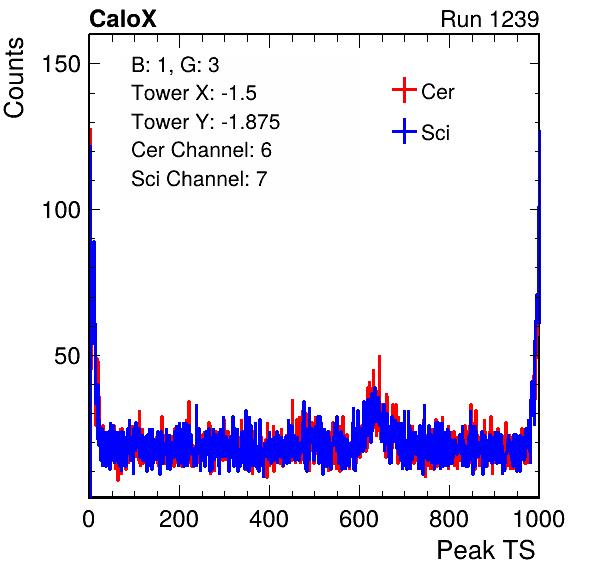 CaloX
Run 1239
Counts
B: 1, G: 3
Tower X: -1.5
Tower Y: -1.875
Cer Channel: 6
Sci Channel: 7
Cer
Sci
150
100
50
0 200 400 600 800 1000
Peak TS